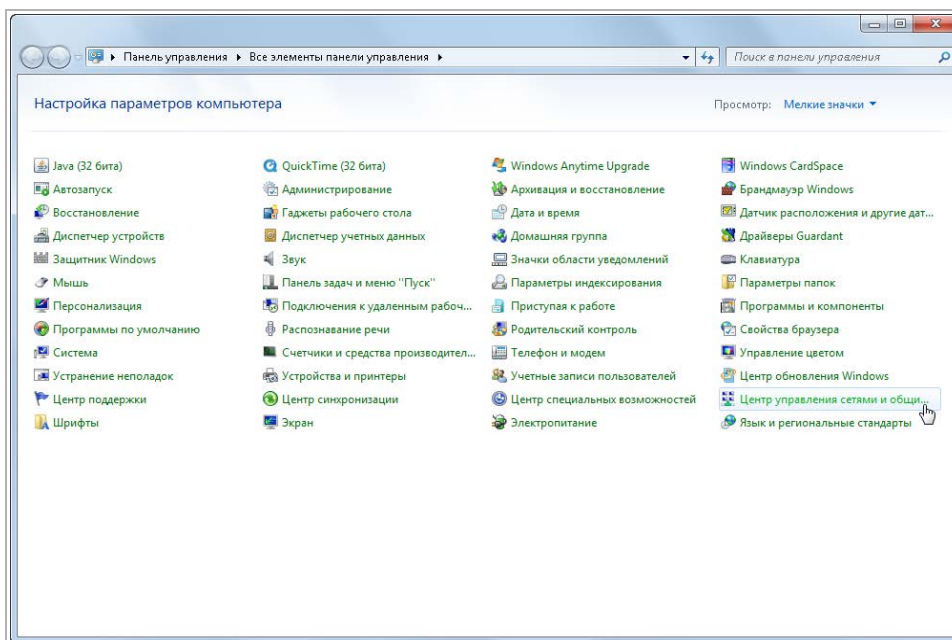 Панель управления ▸ Все элементы панели управления ▸
Поиск в панели управления
Настройка параметров компьютера
Просмотр: Мелкие значки
Java (32 бита)
QuickTime (32 бита)
Windows Anytime Upgrade
Windows CardSpace
Автозапуск
Администрирование
Архивация и восстановление
Брандмауэр Windows
Восстановление
Гаджеты рабочего стола
Дата и время
Датчик расположения и другие дат...
Диспетчер устройств
Диспетчер учетных данных
Домашняя группа
Драйверы Guardant
Защитник Windows
Звук
Значки области уведомлений
Клавиатура
Мышь
Панель задач и меню "Пуск"
Параметры индексирования
Параметры папок
Персонализация
Подключения к удаленным рабоч...
Приступая к работе
Программы и компоненты
Программы по умолчанию
Распознавание речи
Родительский контроль
Свойства браузера
Система
Счетчики и средства производител...
Телефон и модем
Управление цветом
Устранение неполадок
Устройства и принтеры
Учетные записи пользователей
Центр обновления Windows
Центр поддержки
Центр синхронизации
Центр специальных возможностей
Центр управления сетями и общи...
Шрифты
Экран
Электропитание
Язык и региональные стандарты